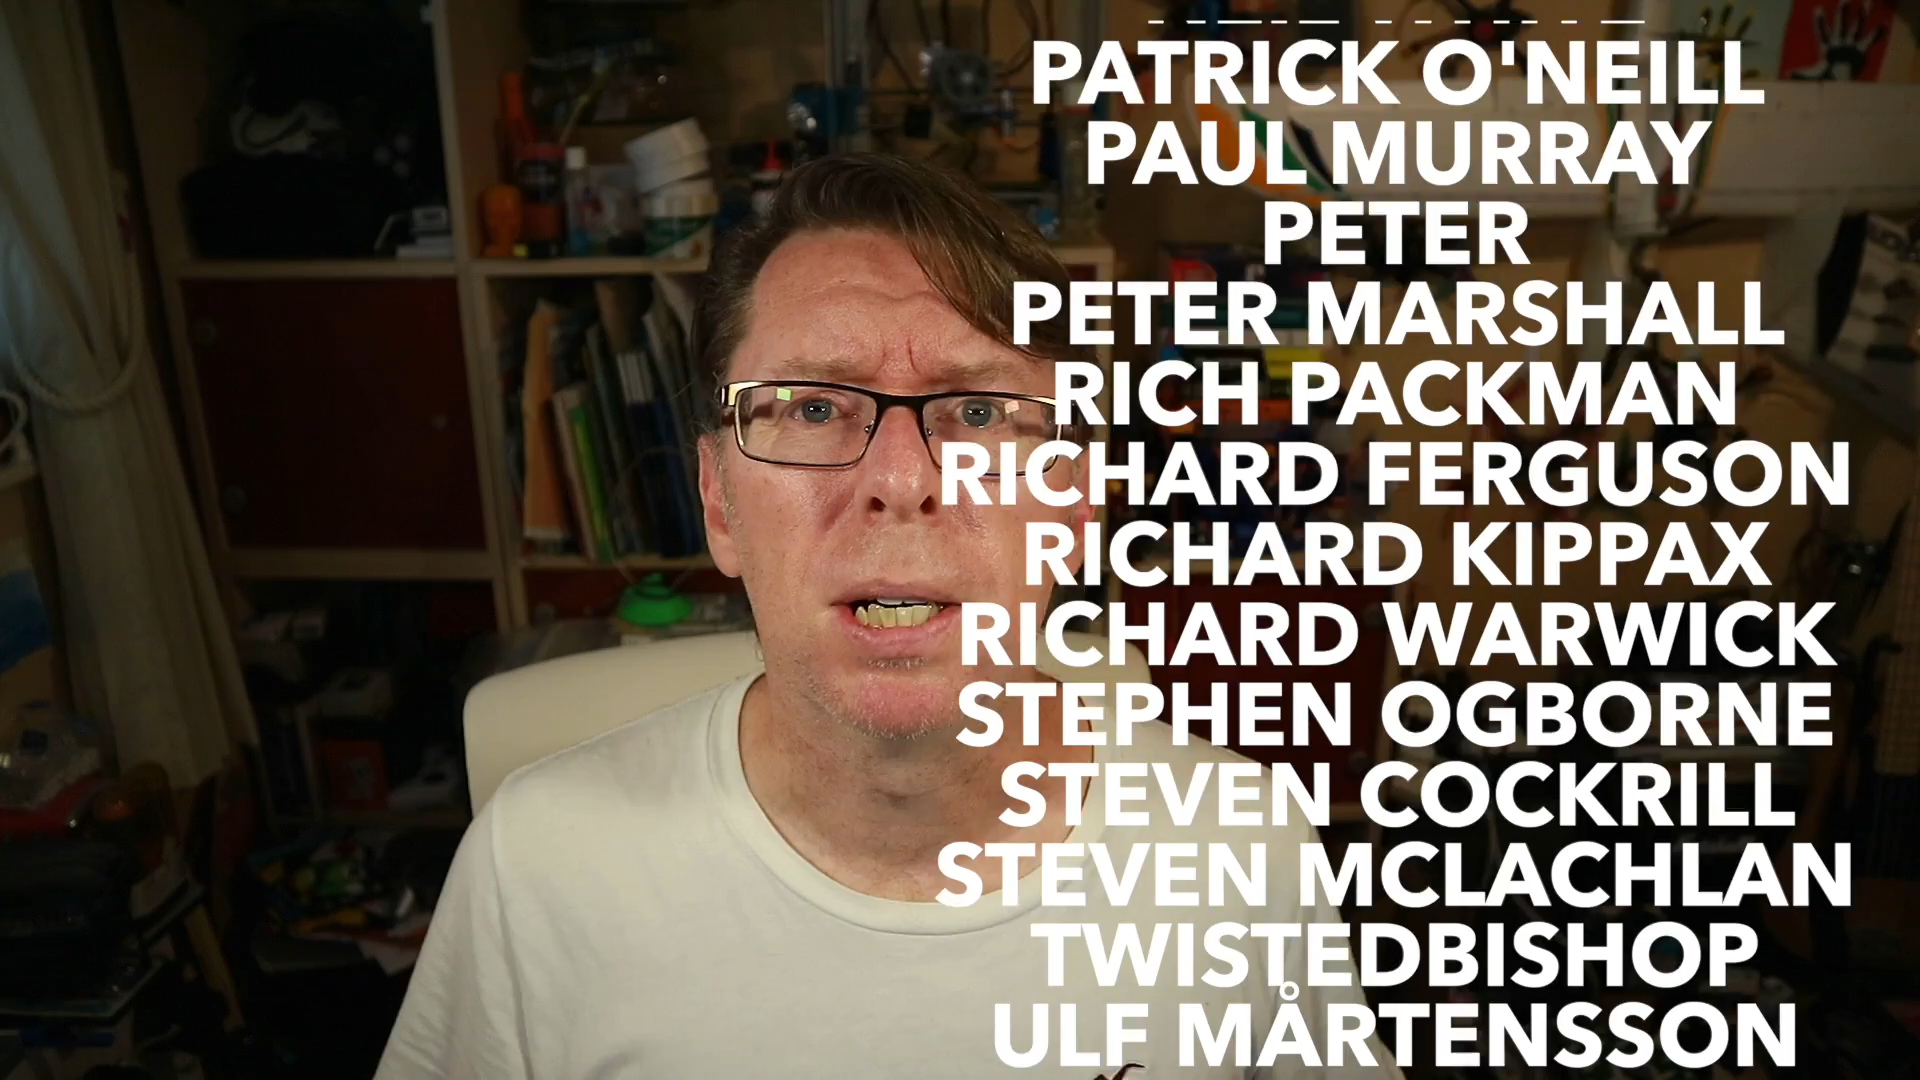 PATRICK O'NEILL
PAUL MURRAY
PETER
PETER MARSHALL
RICH PACKMAN
RICHARD FERGUSON
RICHARD KIPPAX
RICHARD WARWICK
STEPHEN OGBORNE
STEVEN COCKRILL
STEVEN MCLACHLAN
TWISTEDBISHOP
ULF MÅRTENSSON